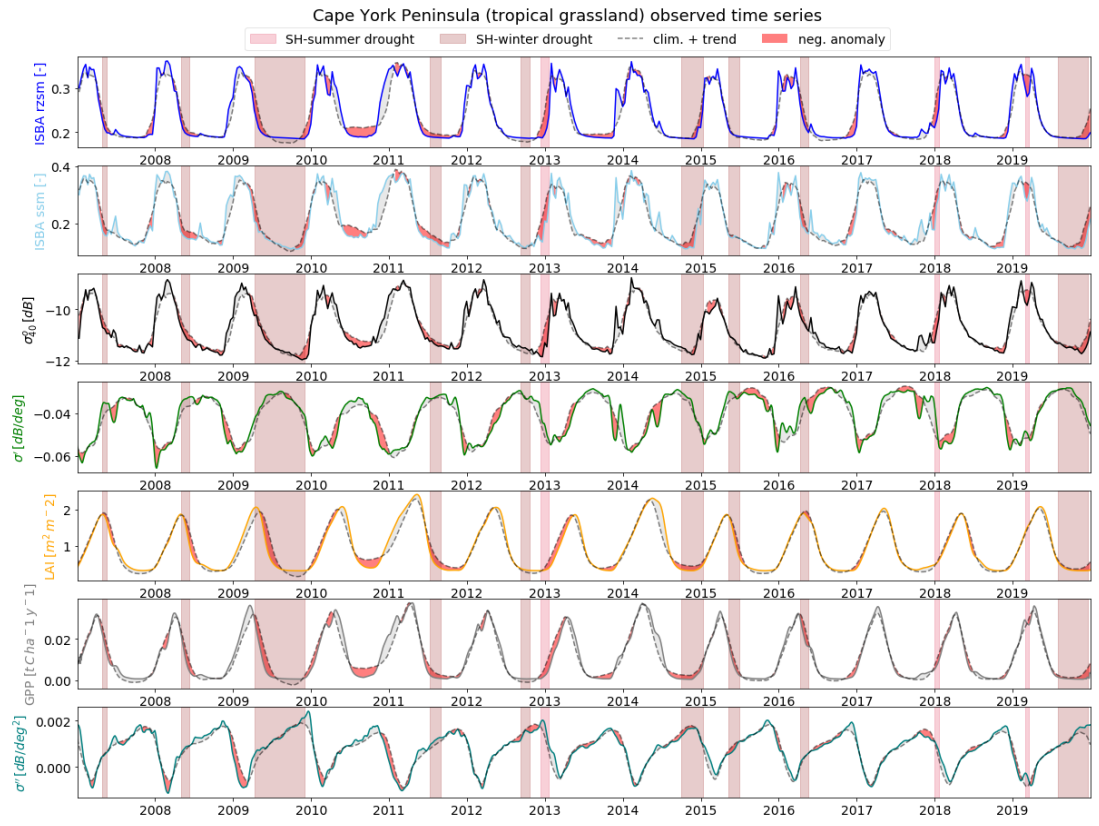 Cape York Peninsula (tropical grassland) observed time series
SH-summer drought SH-winter drought clim. + trend neg. anomaly
ISBA rzsm [-]
0.3
0.2
2008 2009 2010 2011 2012 2013 2014 2015 2016 2017 2018 2019
ISBA ssm [-]
0.4
0.2
2008 2009 2010 2011 2012 2013 2014 2015 2016 2017 2018 2019
σ⁰₄₀ [dB]
−10
−12
2008 2009 2010 2011 2012 2013 2014 2015 2016 2017 2018 2019
σ′ [dB/deg]
−0.04
−0.06
2008 2009 2010 2011 2012 2013 2014 2015 2016 2017 2018 2019
LAI [m² m − 2]
2
1
2008 2009 2010 2011 2012 2013 2014 2015 2016 2017 2018 2019
GPP [t C ha − 1 y − 1]
0.02
0.00
2008 2009 2010 2011 2012 2013 2014 2015 2016 2017 2018 2019
σ′′ [dB/deg²]
0.002
0.000
2008 2009 2010 2011 2012 2013 2014 2015 2016 2017 2018 2019